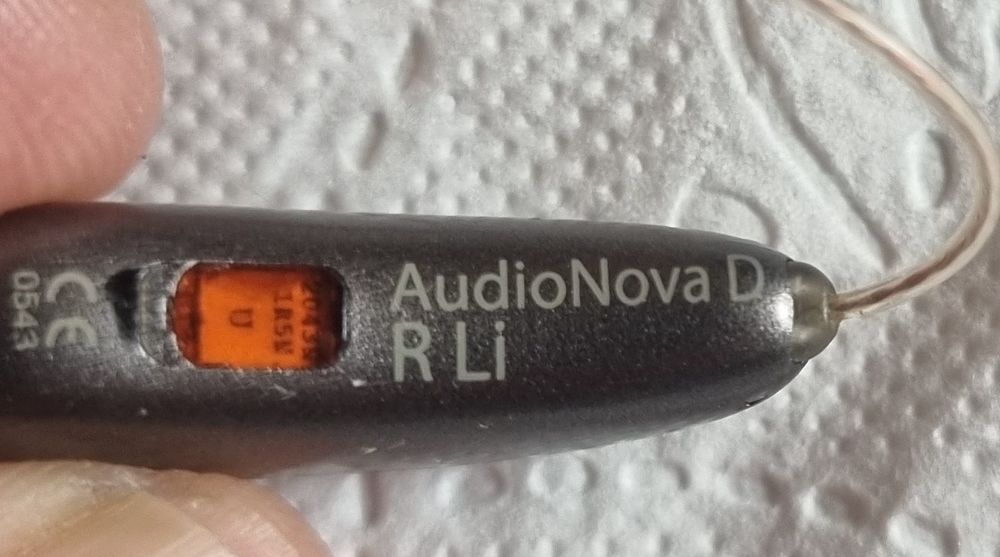 AudioNova D
R Li
CE
0543
U